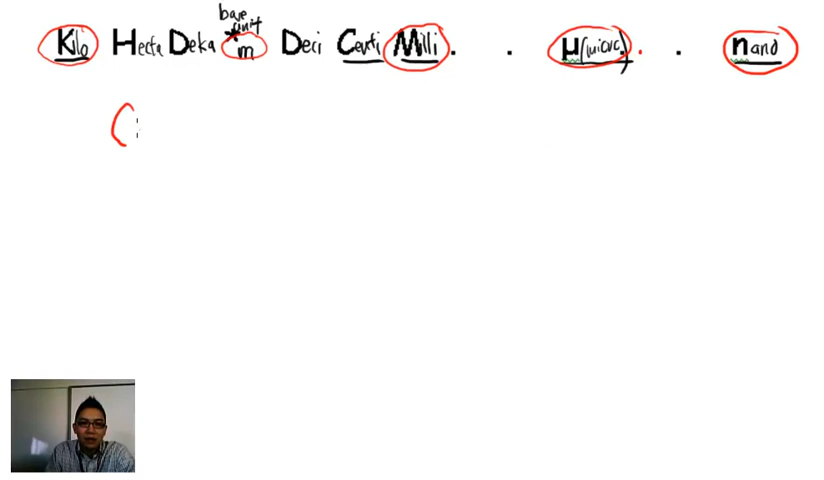 base
unit
Kilo Hecta Deka m Deci Centi Milli . . μ(micro) . . nano
(